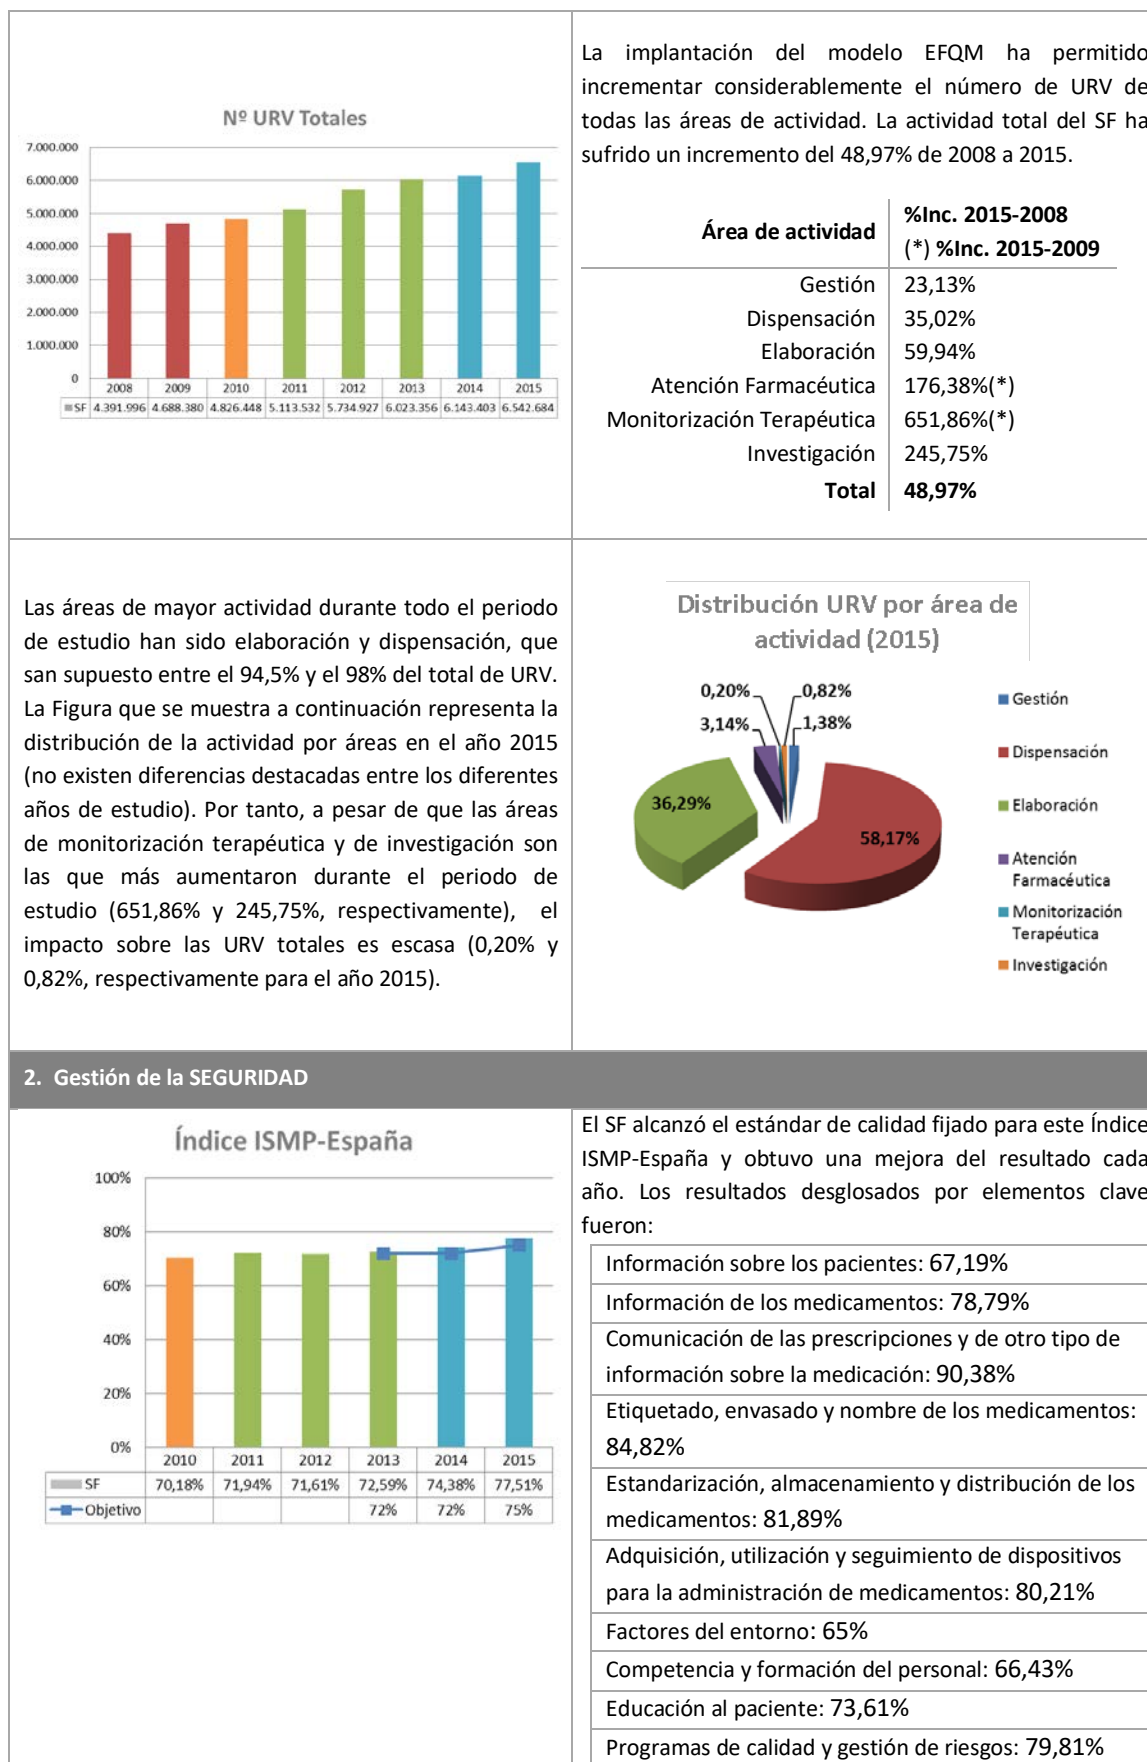 Nº URV Totales
7.000.000
6.000.000
5.000.000
4.000.000
3.000.000
2.000.000
1.000.000
0
2008 2009 2010 2011 2012 2013 2014 2015
SF 4.391.996 4.688.380 4.826.448 5.113.532 5.734.927 6.023.356 6.143.403 6.542.684
La implantación del modelo EFQM ha permitido
incrementar considerablemente el número de URV de
todas las áreas de actividad. La actividad total del SF ha
sufrido un incremento del 48,97% de 2008 a 2015.
Área de actividad
%Inc. 2015-2008
(*) %Inc. 2015-2009
Gestión 23,13%
Dispensación 35,02%
Elaboración 59,94%
Atención Farmacéutica 176,38%(*)
Monitorización Terapéutica 651,86%(*)
Investigación 245,75%
Total 48,97%
Las áreas de mayor actividad durante todo el periodo
de estudio han sido elaboración y dispensación, que
san supuesto entre el 94,5% y el 98% del total de URV.
La Figura que se muestra a continuación representa la
distribución de la actividad por áreas en el año 2015
(no existen diferencias destacadas entre los diferentes
años de estudio). Por tanto, a pesar de que las áreas
de monitorización terapéutica y de investigación son
las que más aumentaron durante el periodo de
estudio (651,86% y 245,75%, respectivamente), el
impacto sobre las URV totales es escasa (0,20% y
0,82%, respectivamente para el año 2015).
Distribución URV por área de
actividad (2015)
0,20% 0,82%
3,14% 1,38%
36,29%
58,17%
Gestión
Dispensación
Elaboración
Atención
Farmacéutica
Monitorización
Terapéutica
Investigación
2. Gestión de la SEGURIDAD
Índice ISMP-España
100%
80%
60%
40%
20%
0%
2010 2011 2012 2013 2014 2015
SF 70,18% 71,94% 71,61% 72,59% 74,38% 77,51%
Objetivo 72% 72% 75%
El SF alcanzó el estándar de calidad fijado para este Índice
ISMP-España y obtuvo una mejora del resultado cada
año. Los resultados desglosados por elementos clave
fueron:
Información sobre los pacientes: 67,19%
Información de los medicamentos: 78,79%
Comunicación de las prescripciones y de otro tipo de
información sobre la medicación: 90,38%
Etiquetado, envasado y nombre de los medicamentos:
84,82%
Estandarización, almacenamiento y distribución de los
medicamentos: 81,89%
Adquisición, utilización y seguimiento de dispositivos
para la administración de medicamentos: 80,21%
Factores del entorno: 65%
Competencia y formación del personal: 66,43%
Educación al paciente: 73,61%
Programas de calidad y gestión de riesgos: 79,81%